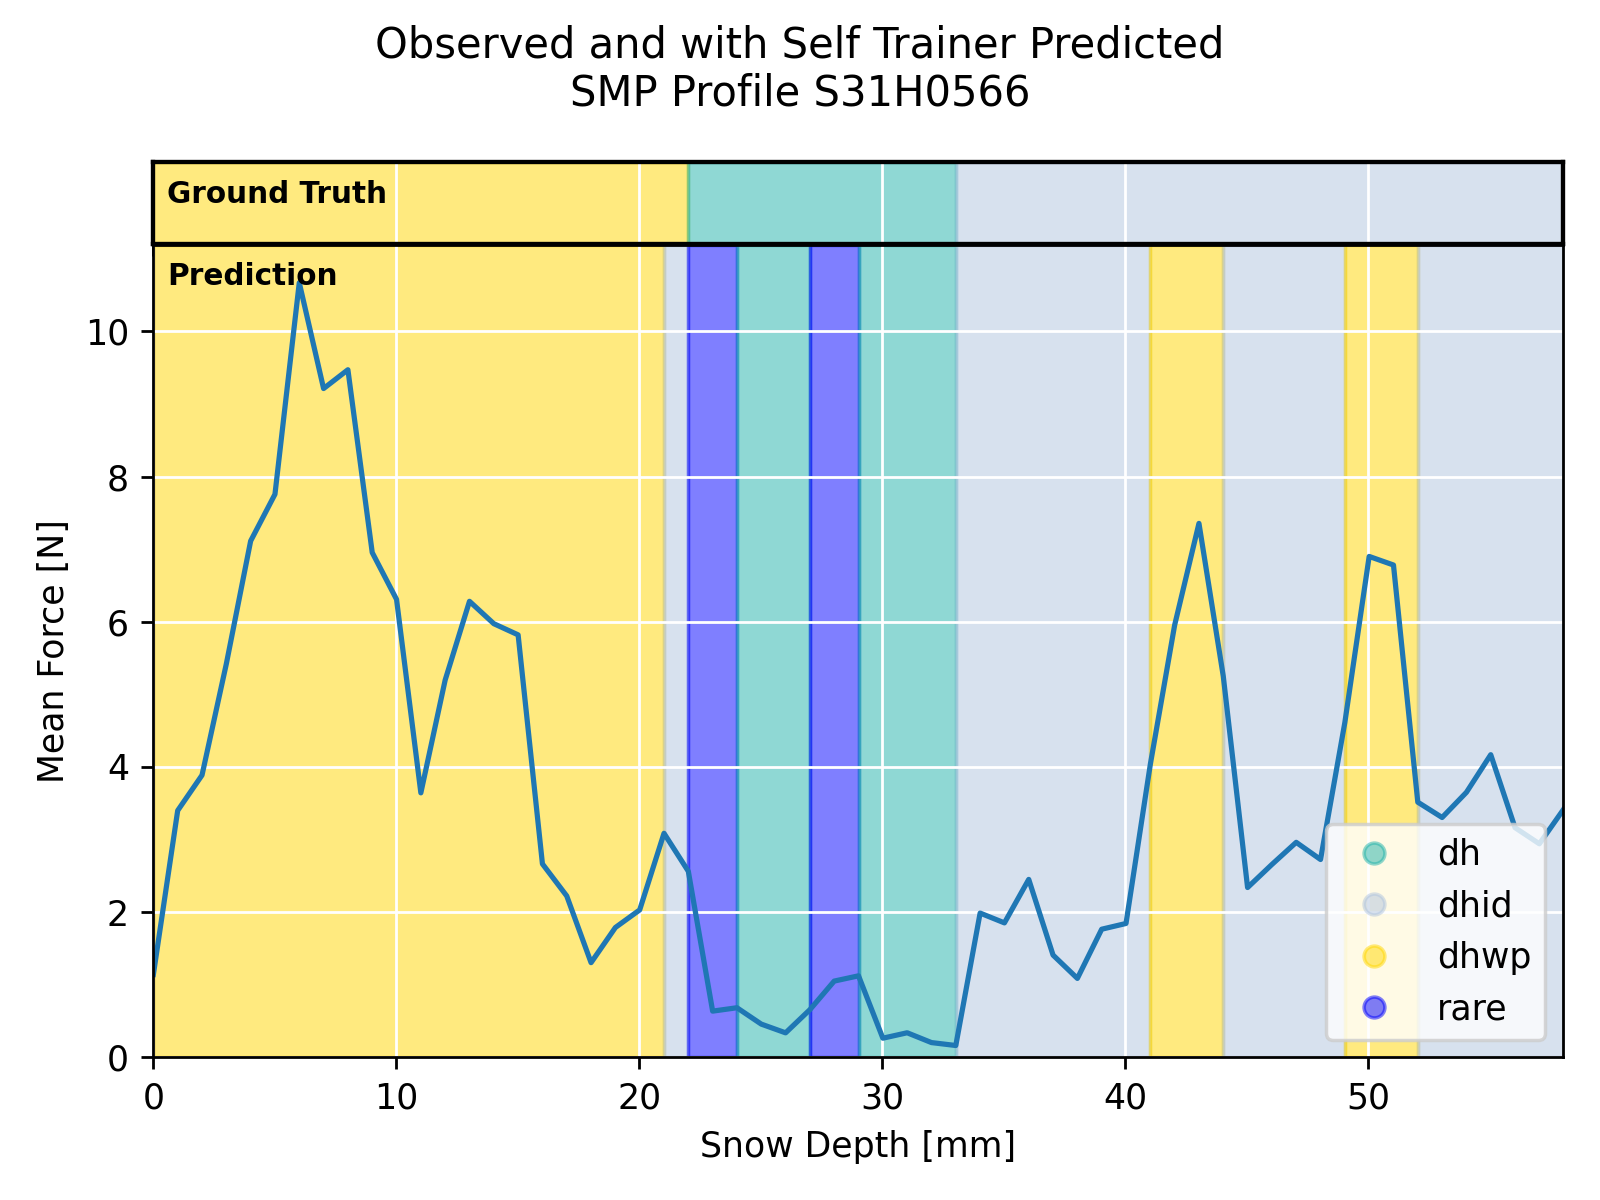 Observed and with Self Trainer Predicted
SMP Profile S31H0566
Ground Truth
Prediction
10
8
6
4
2
0
Mean Force [N]
dh
dhid
dhwp
rare
0 10 20 30 40 50
Snow Depth [mm]